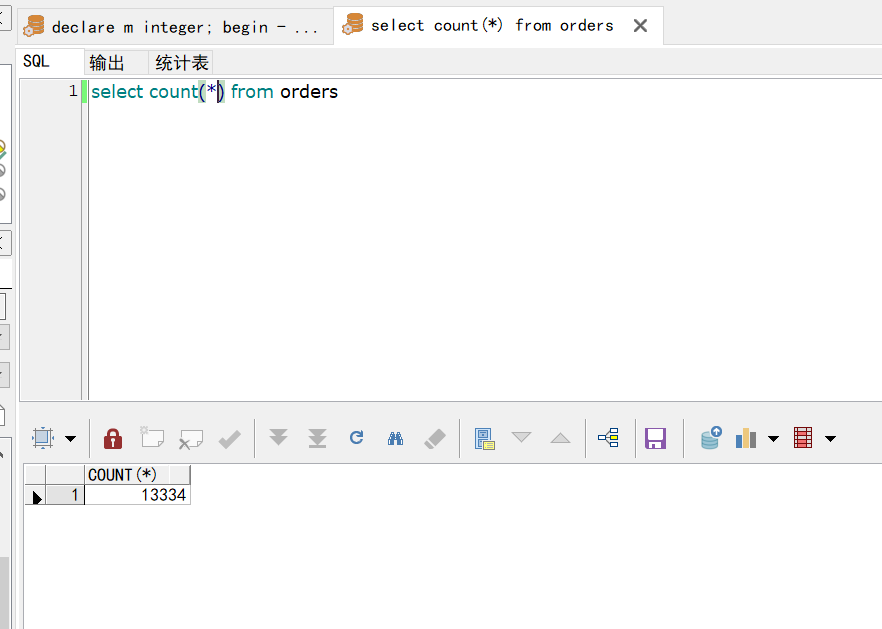 declare m integer; begin - ... select count(*) from orders
SQL 输出 统计表
1 select count(*) from orders
COUNT(*)
1 13334